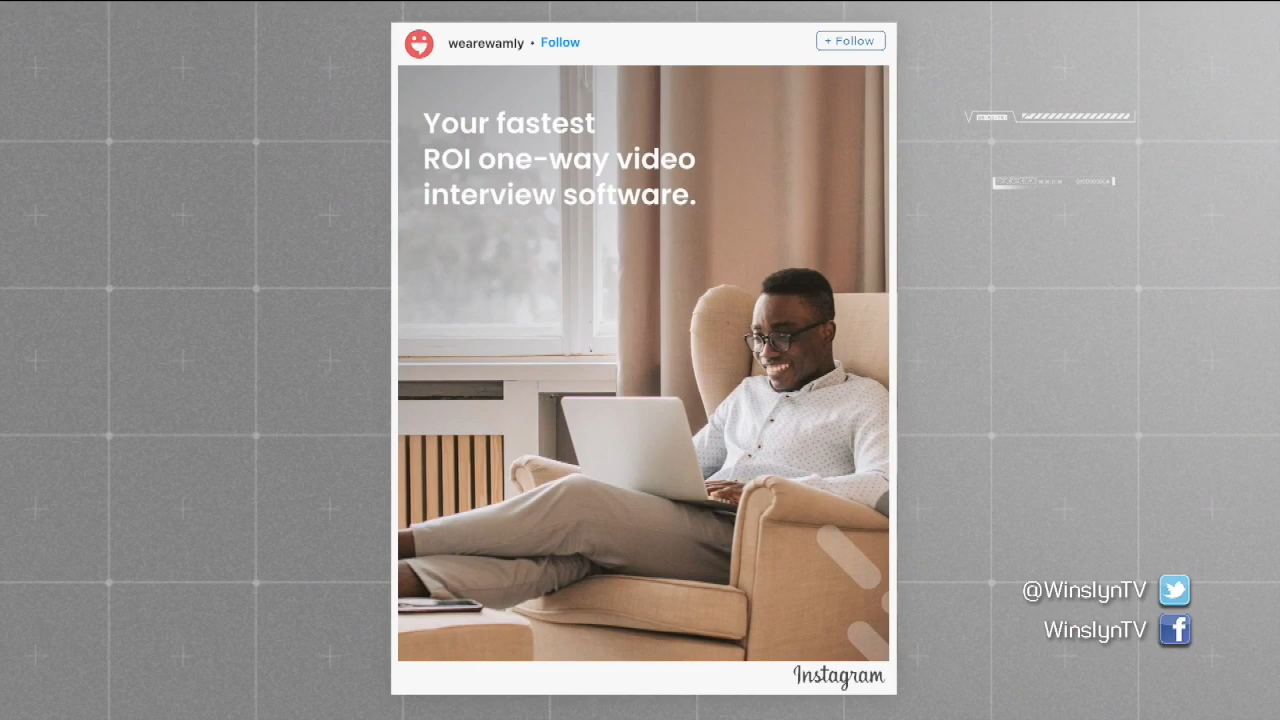 wearewamly • Follow
+ Follow
Your fastest
ROI one-way video
interview software.
@WinslynTV
WinslynTV
Instagram